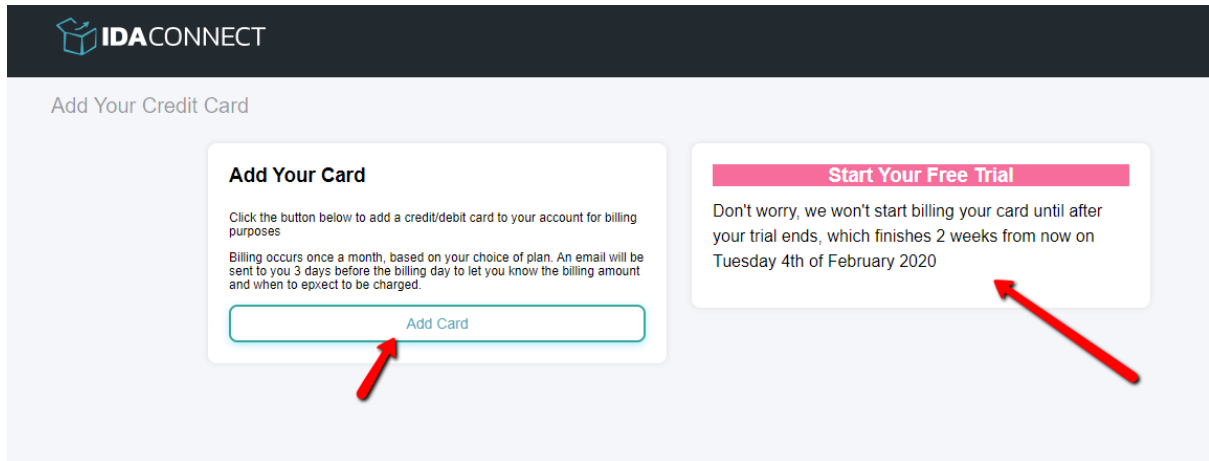 IDACONNECT
Add Your Credit Card
Add Your Card
Click the button below to add a credit/debit card to your account for billing
purposes
Billing occurs once a month, based on your choice of plan. An email will be
sent to you 3 days before the billing day to let you know the billing amount
and when to epxect to be charged.
Add Card
Start Your Free Trial
Don't worry, we won't start billing your card until after
your trial ends, which finishes 2 weeks from now on
Tuesday 4th of February 2020